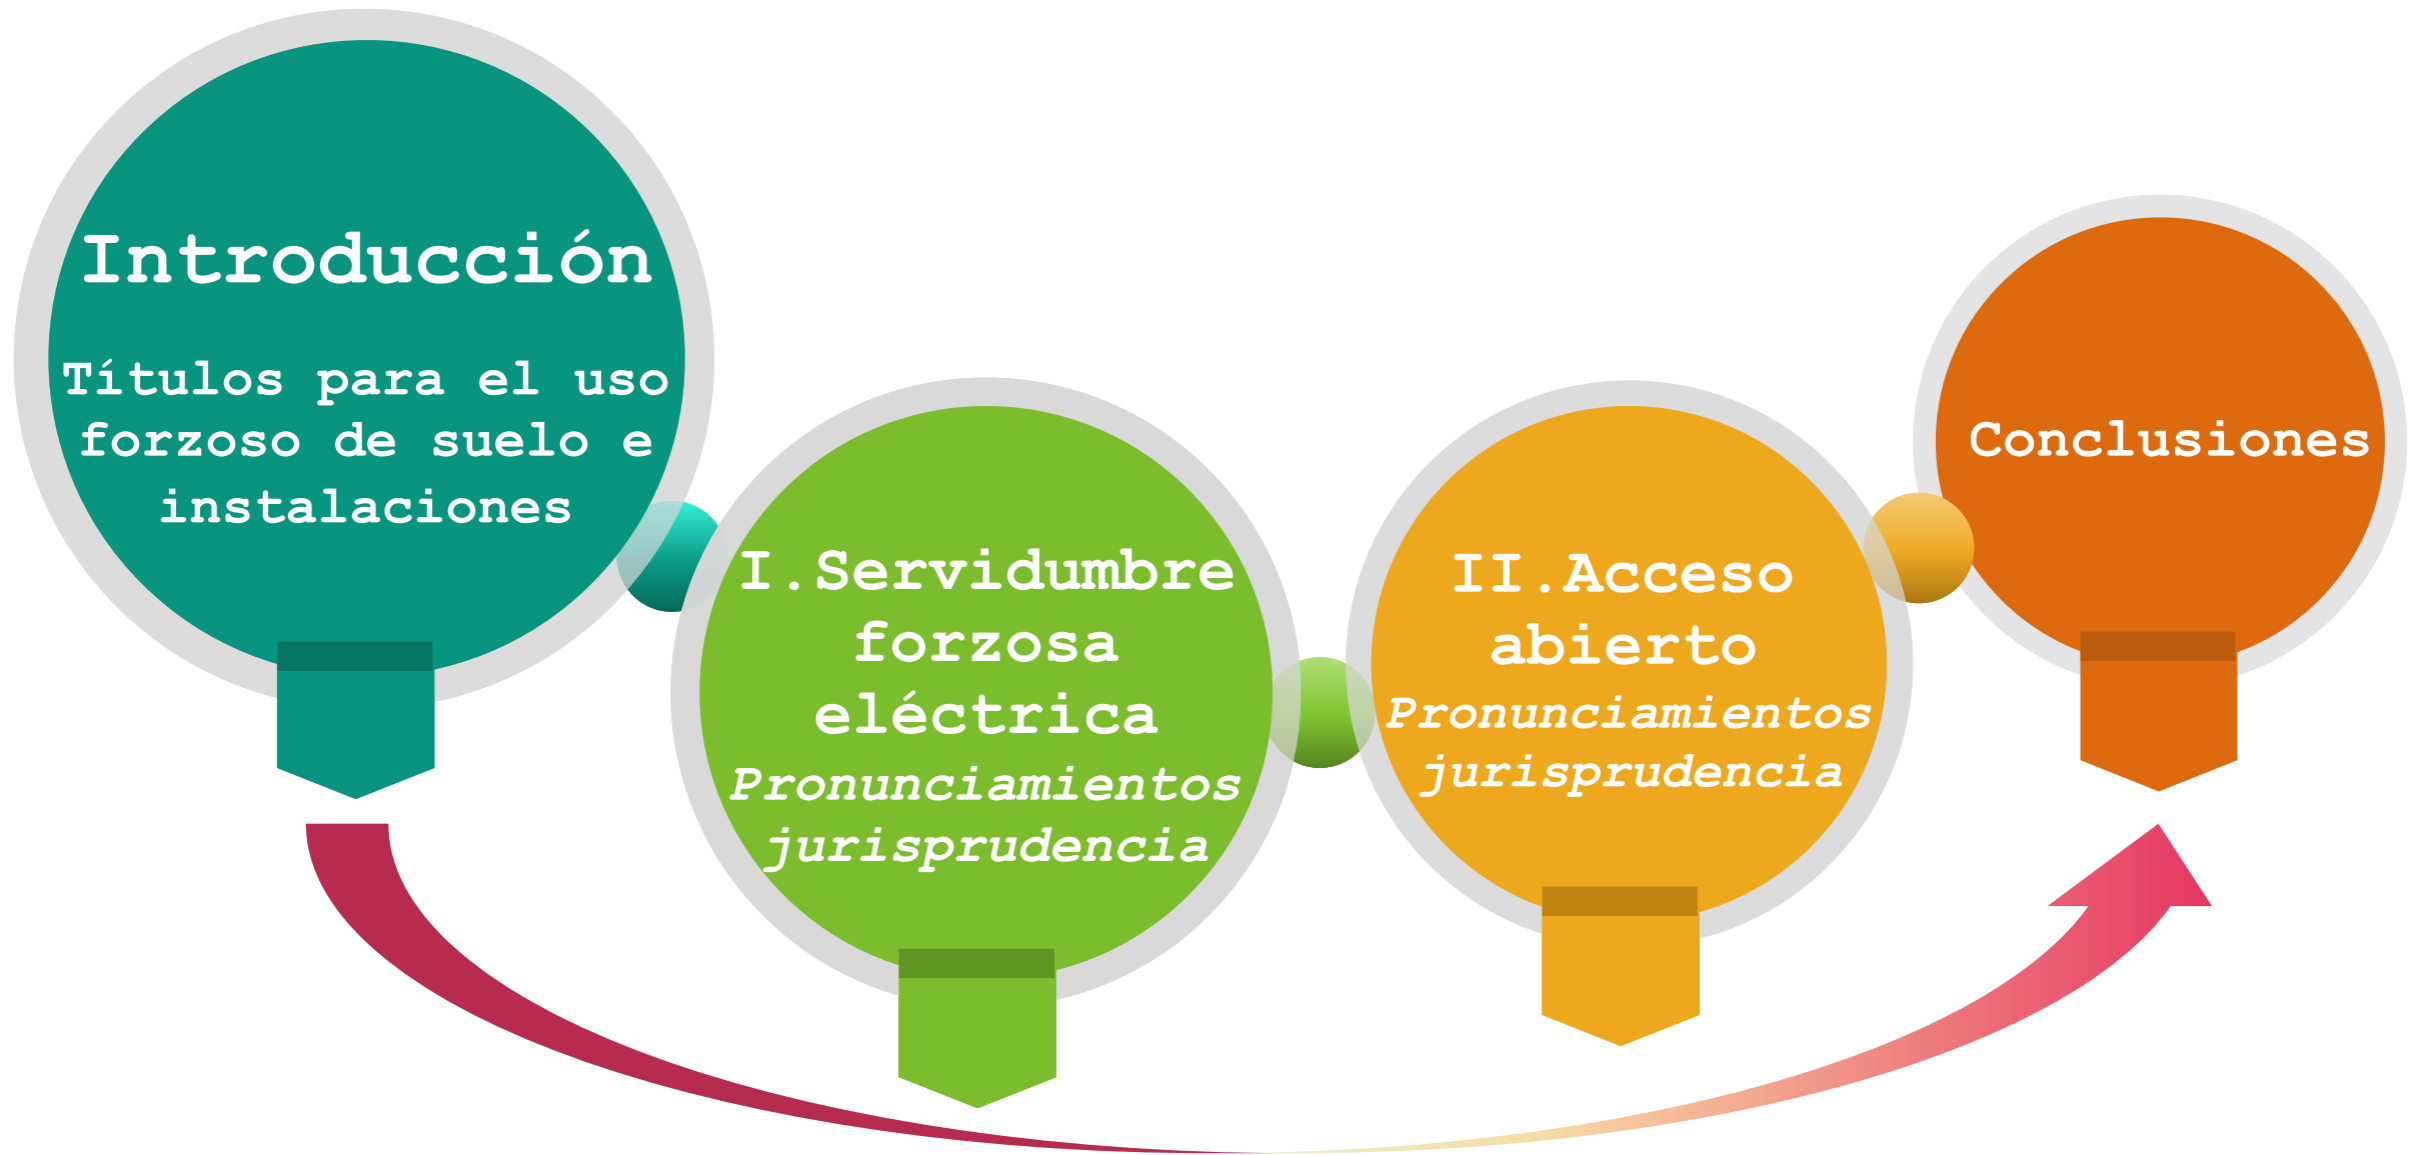 Introducción
Títulos para el uso
forzoso de suelo e
instalaciones
I.Servidumbre
forzosa
eléctrica
Pronunciamientos
jurisprudencia
II.Acceso
abierto
Pronunciamientos
jurisprudencia
Conclusiones